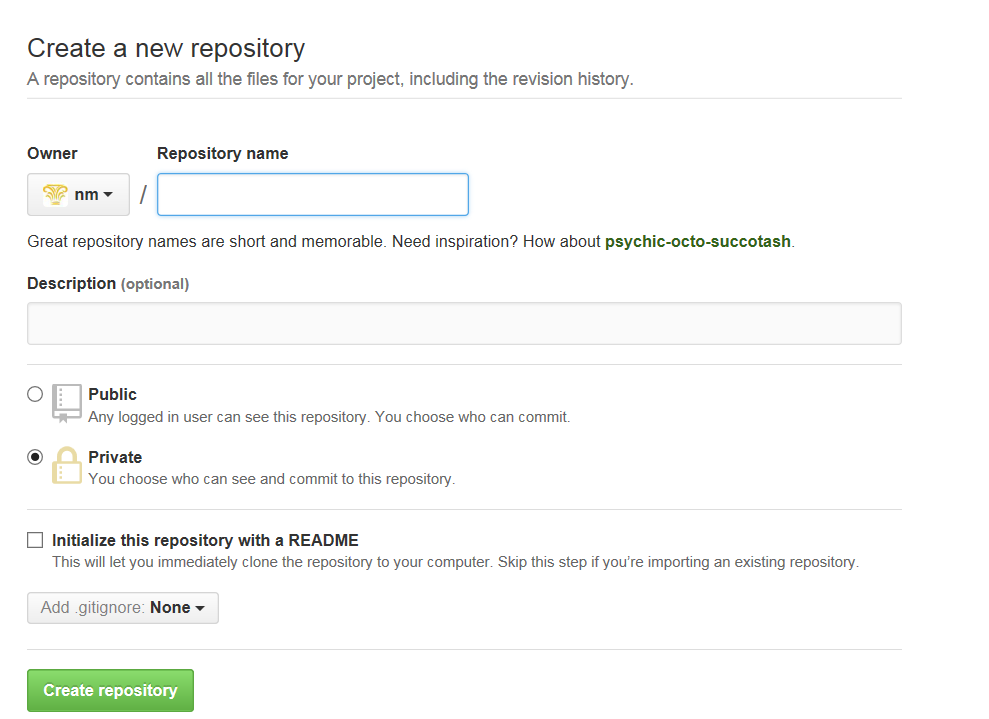 Create a new repository
A repository contains all the files for your project, including the revision history.
Owner Repository name
nm /
Great repository names are short and memorable. Need inspiration? How about psychic-octo-succotash.
Description (optional)
Public
Any logged in user can see this repository. You choose who can commit.
Private
You choose who can see and commit to this repository.
Initialize this repository with a README
This will let you immediately clone the repository to your computer. Skip this step if you’re importing an existing repository.
Add .gitignore: None
Create repository